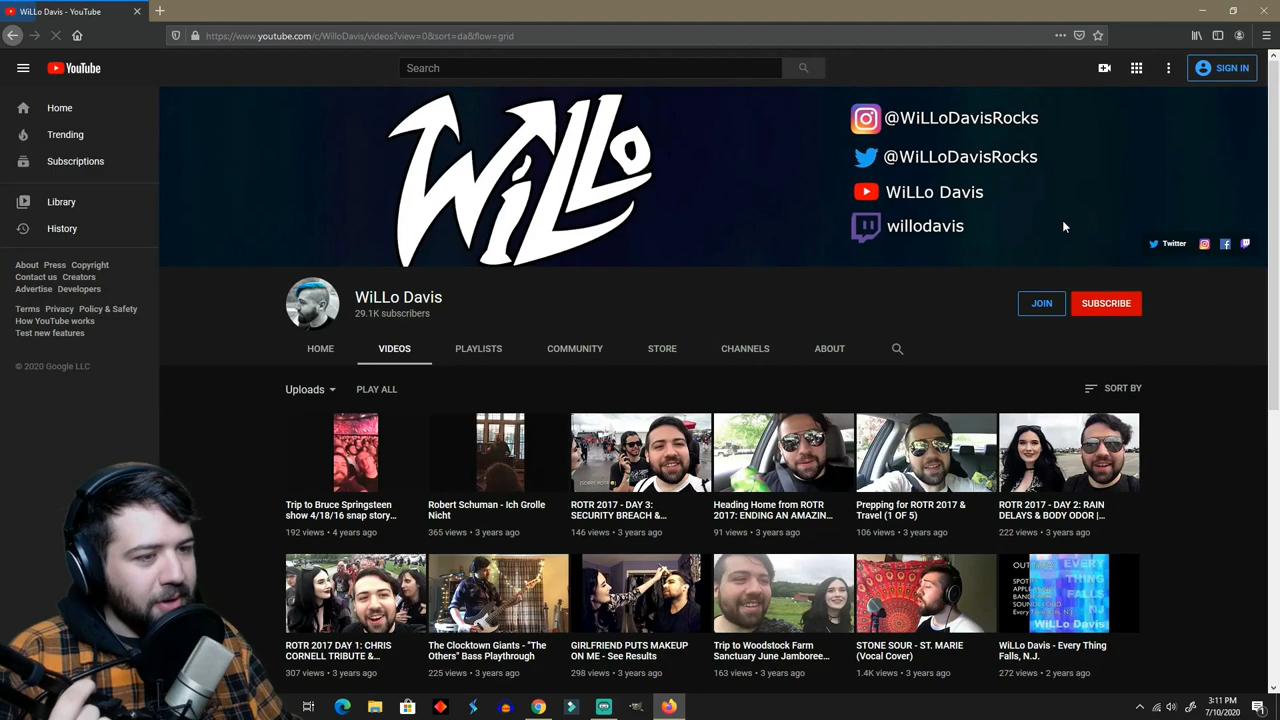 WiLLo Davis - YouTube
https://www.youtube.com/c/WilloDavis/videos?view=0&sort=da&flow=grid
YouTube
Search
SIGN IN
Home
Trending
Subscriptions
Library
History
About Press Copyright
Contact us Creators
Advertise Developers
Terms Privacy Policy & Safety
How YouTube works
Test new features
© 2020 Google LLC
WiLLo
@WiLLoDavisRocks
@WiLLoDavisRocks
WiLLo Davis
willodavis
Twitter
WiLLo Davis
29.1K subscribers
JOIN
SUBSCRIBE
HOME
VIDEOS
PLAYLISTS
COMMUNITY
STORE
CHANNELS
ABOUT
Uploads
PLAY ALL
SORT BY
(SORRY ROTR)
Trip to Bruce Springsteen
show 4/18/16 snap story...
192 views • 4 years ago
Robert Schuman - Ich Grolle
Nicht
365 views • 3 years ago
ROTR 2017 - DAY 3:
SECURITY BREACH &...
146 views • 3 years ago
Heading Home from ROTR
2017: ENDING AN AMAZIN...
91 views • 3 years ago
Prepping for ROTR 2017 &
Travel (1 OF 5)
106 views • 3 years ago
ROTR 2017 - DAY 2: RAIN
DELAYS & BODY ODOR |...
222 views • 3 years ago
EVERY
THING
FALLS
NJ
WiLLo Davis
ROTR 2017 DAY 1: CHRIS
CORNELL TRIBUTE &...
307 views • 3 years ago
The Clocktown Giants - "The
Others" Bass Playthrough
225 views • 3 years ago
GIRLFRIEND PUTS MAKEUP
ON ME - See Results
298 views • 3 years ago
Trip to Woodstock Farm
Sanctuary June Jamboree...
163 views • 3 years ago
STONE SOUR - ST. MARIE
(Vocal Cover)
1.4K views • 3 years ago
WiLLo Davis - Every Thing
Falls, N.J.
272 views • 2 years ago
3:11 PM
7/10/2020